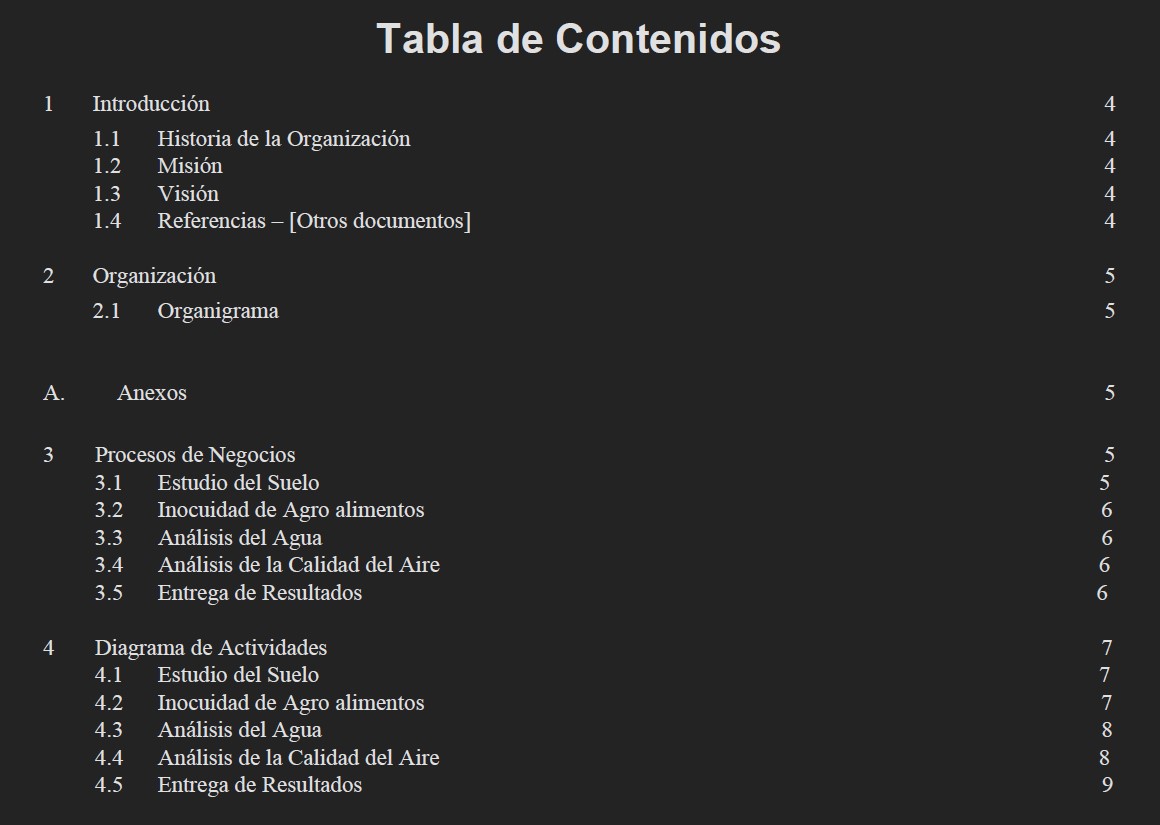 Tabla de Contenidos
1 Introducción 4
1.1 Historia de la Organización 4
1.2 Misión 4
1.3 Visión 4
1.4 Referencias – [Otros documentos] 4
2 Organización 5
2.1 Organigrama 5
A. Anexos 5
3 Procesos de Negocios 5
3.1 Estudio del Suelo 5
3.2 Inocuidad de Agro alimentos 6
3.3 Análisis del Agua 6
3.4 Análisis de la Calidad del Aire 6
3.5 Entrega de Resultados 6
4 Diagrama de Actividades 7
4.1 Estudio del Suelo 7
4.2 Inocuidad de Agro alimentos 7
4.3 Análisis del Agua 8
4.4 Análisis de la Calidad del Aire 8
4.5 Entrega de Resultados 9